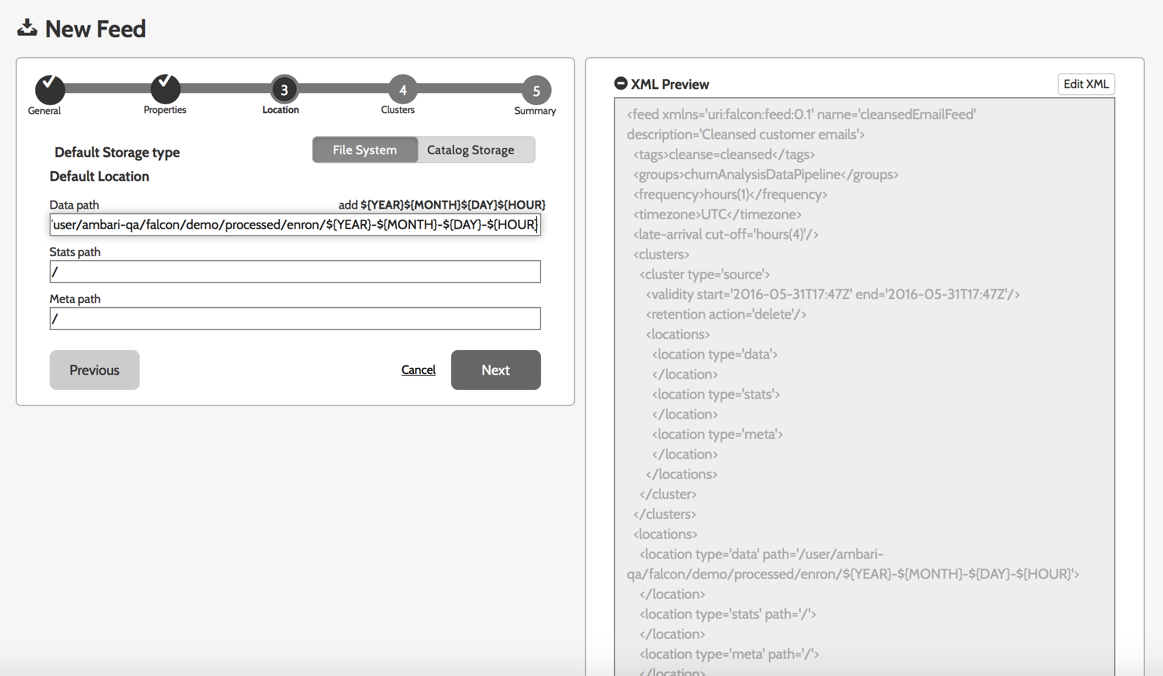 New Feed
3
4
5
General
Properties
Location
Clusters
Summary
Default Storage type
File System
Catalog Storage
Default Location
Data path
add ${YEAR}${MONTH}${DAY}${HOUR}
user/ambari-qa/falcon/demo/processed/enron/${YEAR}-${MONTH}-${DAY}-${HOUR}
Stats path
/
Meta path
/
Previous
Cancel
Next
XML Preview
Edit XML
<feed xmlns='uri:falcon:feed:0.1' name='cleansedEmailFeed'
description='Cleansed customer emails'>
<tags>cleanse=cleansed</tags>
<groups>churnAnalysisDataPipeline</groups>
<frequency>hours(1)</frequency>
<timezone>UTC</timezone>
<late-arrival cut-off='hours(4)'/>
<clusters>
<cluster type='source'>
<validity start='2016-05-31T17:47Z' end='2016-05-31T17:47Z'/>
<retention action='delete'/>
<locations>
<location type='data'>
</location>
<location type='stats'>
</location>
<location type='meta'>
</location>
</locations>
</cluster>
</clusters>
<locations>
<location type='data' path='/user/ambari-
qa/falcon/demo/processed/enron/${YEAR}-${MONTH}-${DAY}-${HOUR}'>
</location>
<location type='stats' path='/'>
</location>
<location type='meta' path='/'>
</location>